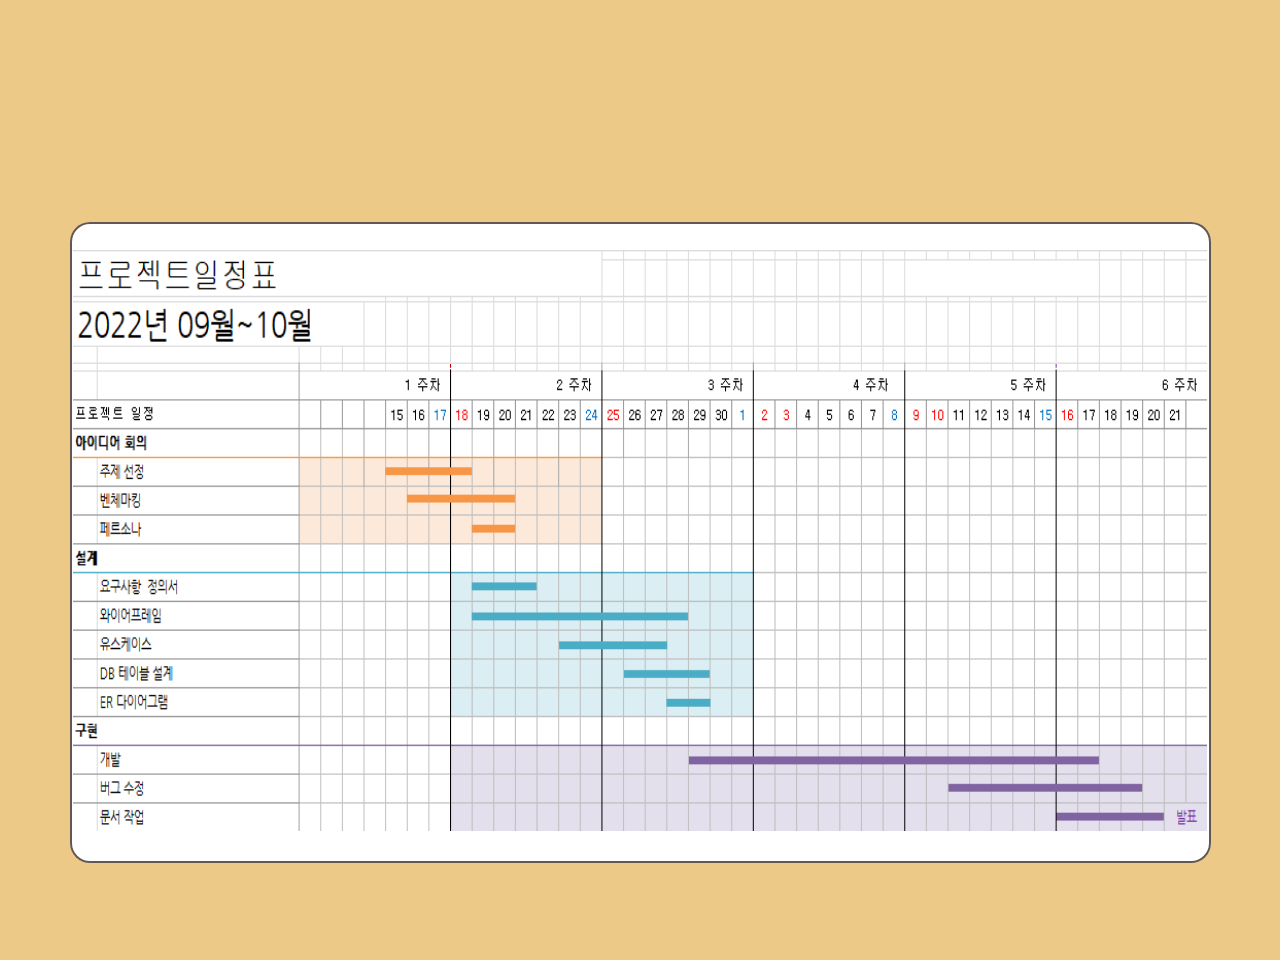 프로젝트일정표
2022년 09월~10월
1 주차 2 주차 3 주차 4 주차 5 주차 6 주차
프로젝트 일정 15 16 17 18 19 20 21 22 23 24 25 26 27 28 29 30 1 2 3 4 5 6 7 8 9 10 11 12 13 14 15 16 17 18 19 20 21
아이디어 회의
주제 선정
벤체마킹
페르소나
설계
요구사항 정의서
와이어프레임
유스케이스
DB 테이블 설계
ER 다이어그램
구현
개발
버그 수정
문서 작업 발표